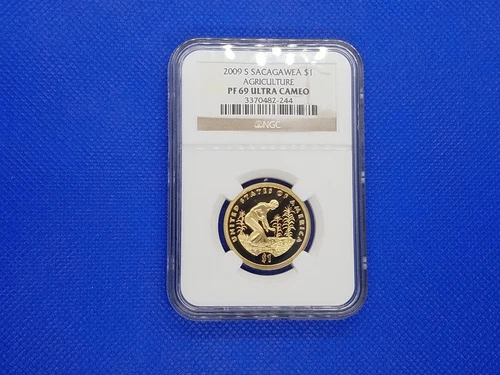 2009 S SACAGAWEA $1
AGRICULTURE
PF 69 ULTRA CAMEO
3370482-244
NGC
UNITED STATES OF AMERICA
$1